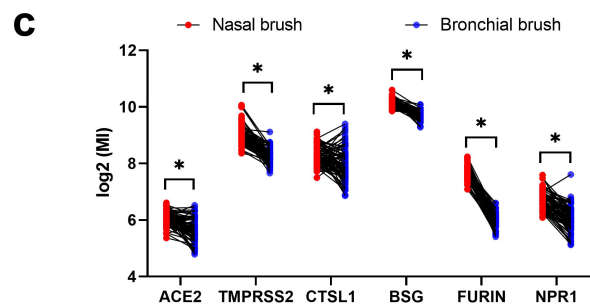 C
Nasal brush Bronchial brush
log2 (MI)
12
10
8
6
4
* * * * * *
ACE2 TMPRSS2 CTSL1 BSG FURIN NPR1